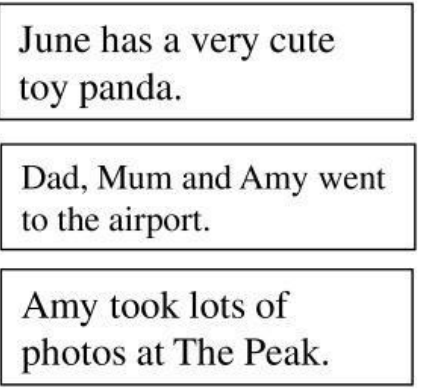 June has a very cute
toy panda.
Dad, Mum and Amy went
to the airport.
Amy took lots of
photos at The Peak.